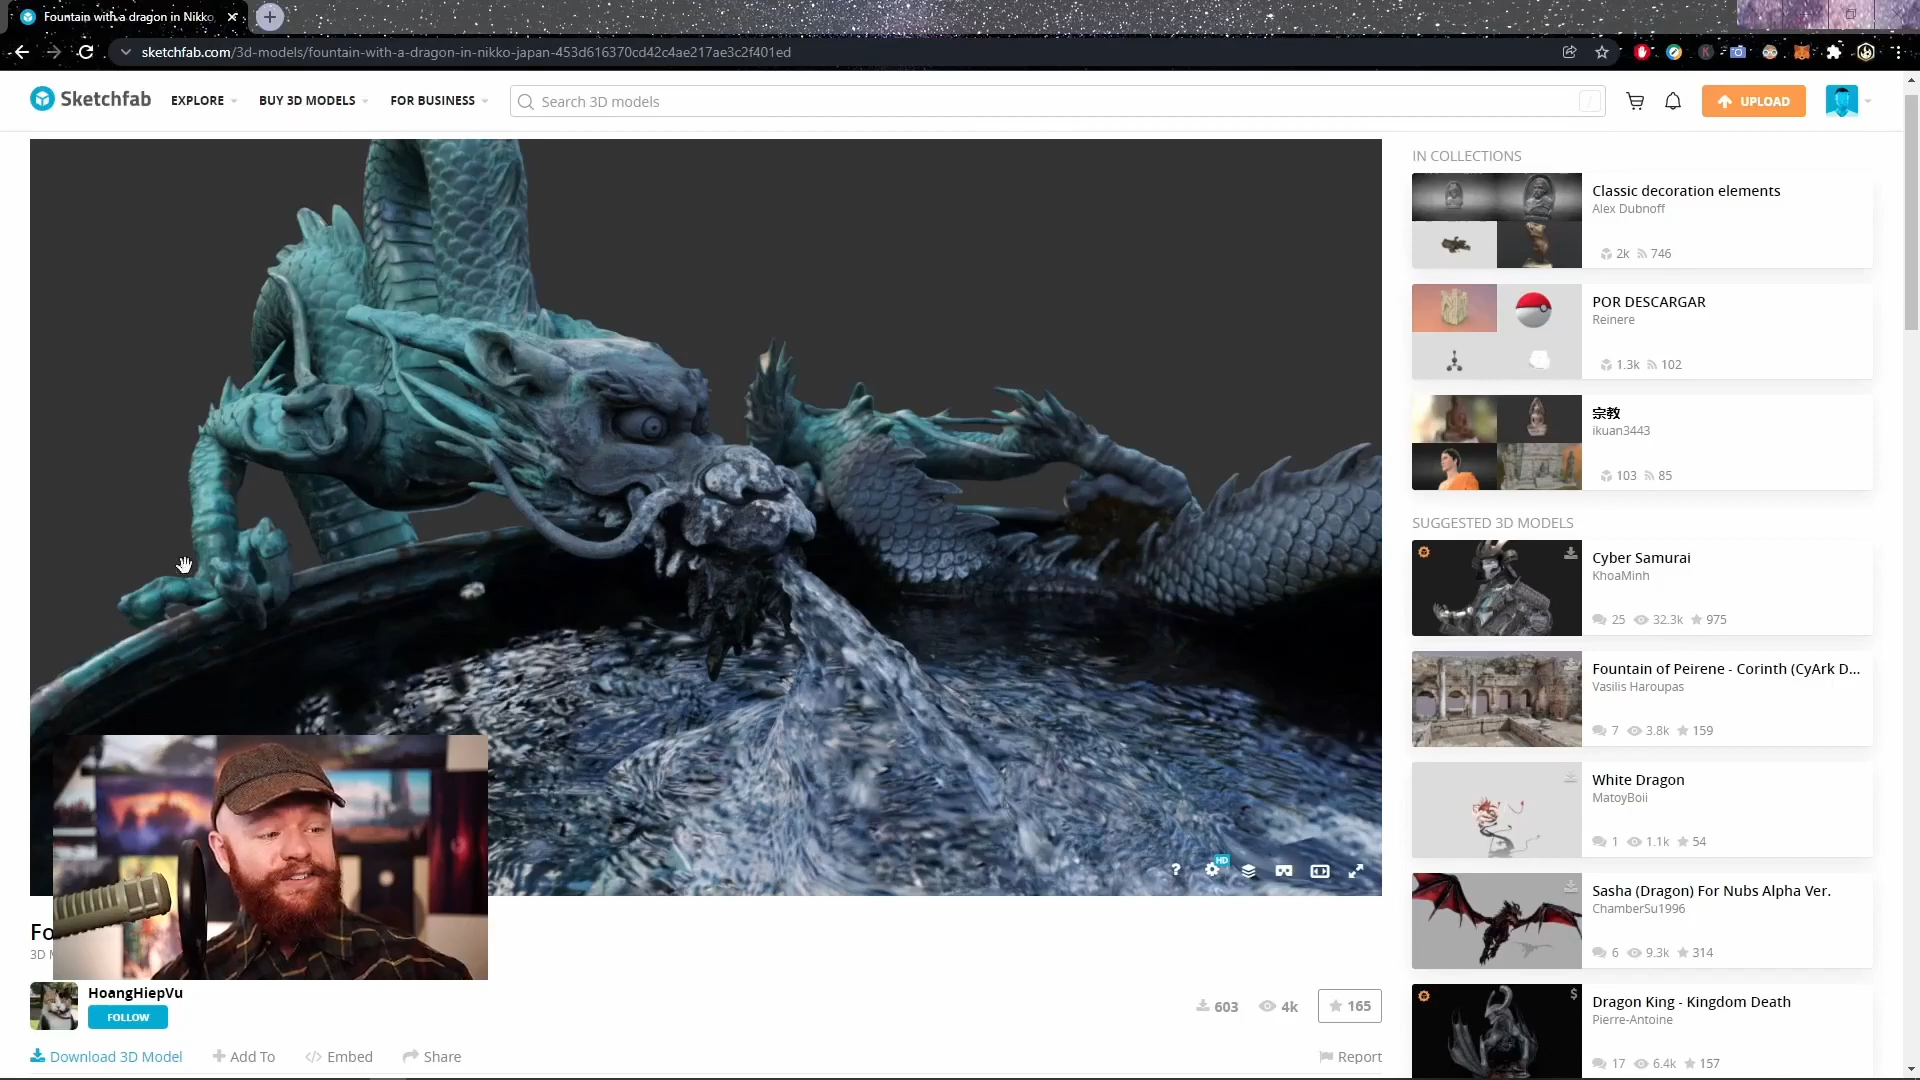 Fountain with a dragon in Nikko
sketchfab.com/3d-models/fountain-with-a-dragon-in-nikko-japan-453d616370cd42c4ae217ae3c2f401ed
Sketchfab
EXPLORE
BUY 3D MODELS
FOR BUSINESS
Search 3D models
/
UPLOAD
IN COLLECTIONS
Classic decoration elements
Alex Dubnoff
2k 746
POR DESCARGAR
Reinere
1.3k 102
宗教
ikuan3443
103 85
SUGGESTED 3D MODELS
Cyber Samurai
KhoaMinh
25 32.3k 975
Fountain of Peirene - Corinth (CyArk D...
Vasilis Haroupas
7 3.8k 159
White Dragon
MatoyBoii
1 1.1k 54
Sasha (Dragon) For Nubs Alpha Ver.
ChamberSu1996
6 9.3k 314
$
Dragon King - Kingdom Death
Pierre-Antoine
17 6.4k 157
? HD
Fo
3D
HoangHiepVu
FOLLOW
603 4k 165
Download 3D Model
Add To
Embed
Share
Report